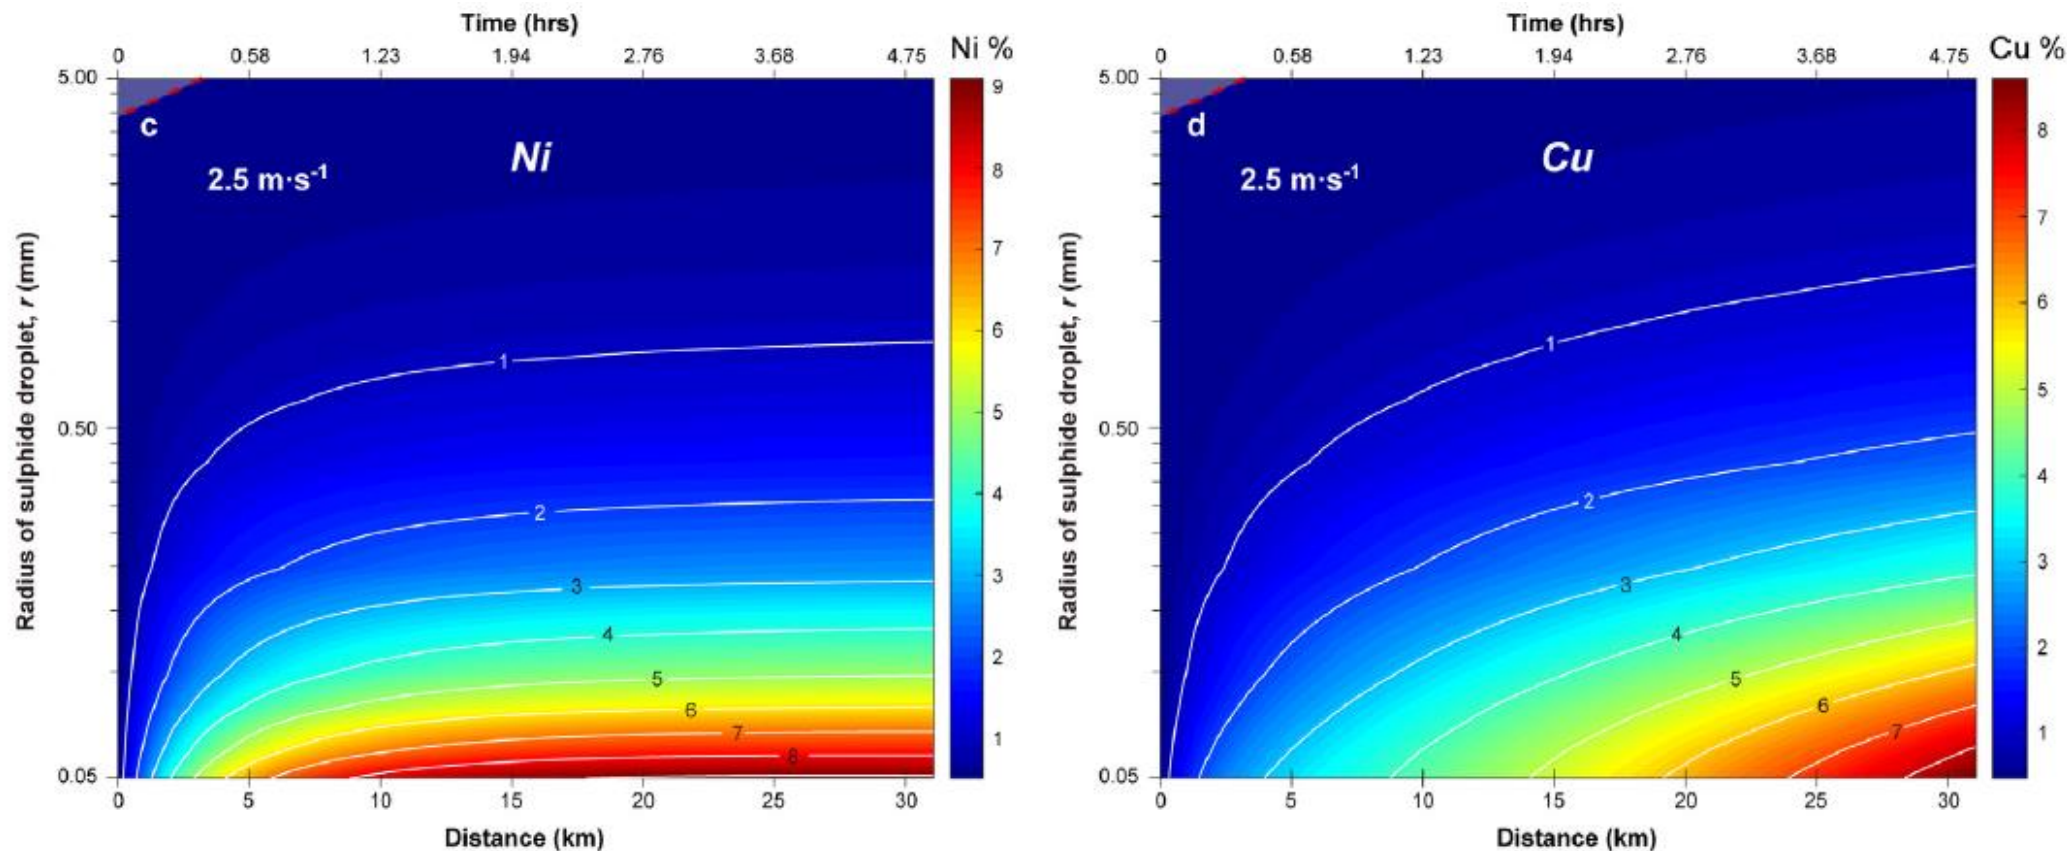 Time (hrs)
0 0.58 1.23 1.94 2.76 3.68 4.75
Ni %
5.00
0.50
0.05
Radius of sulphide droplet, r (mm)
c
2.5 m·s-1
Ni
1
2
3
4
5
6
7
8
9
8
7
6
5
4
3
2
1
0 5 10 15 20 25 30
Distance (km)
Time (hrs)
0 0.58 1.23 1.94 2.76 3.68 4.75
Cu %
5.00
0.50
0.05
Radius of sulphide droplet, r (mm)
d
2.5 m·s-1
Cu
1
2
3
4
5
6
7
8
7
6
5
4
3
2
1
0 5 10 15 20 25 30
Distance (km)